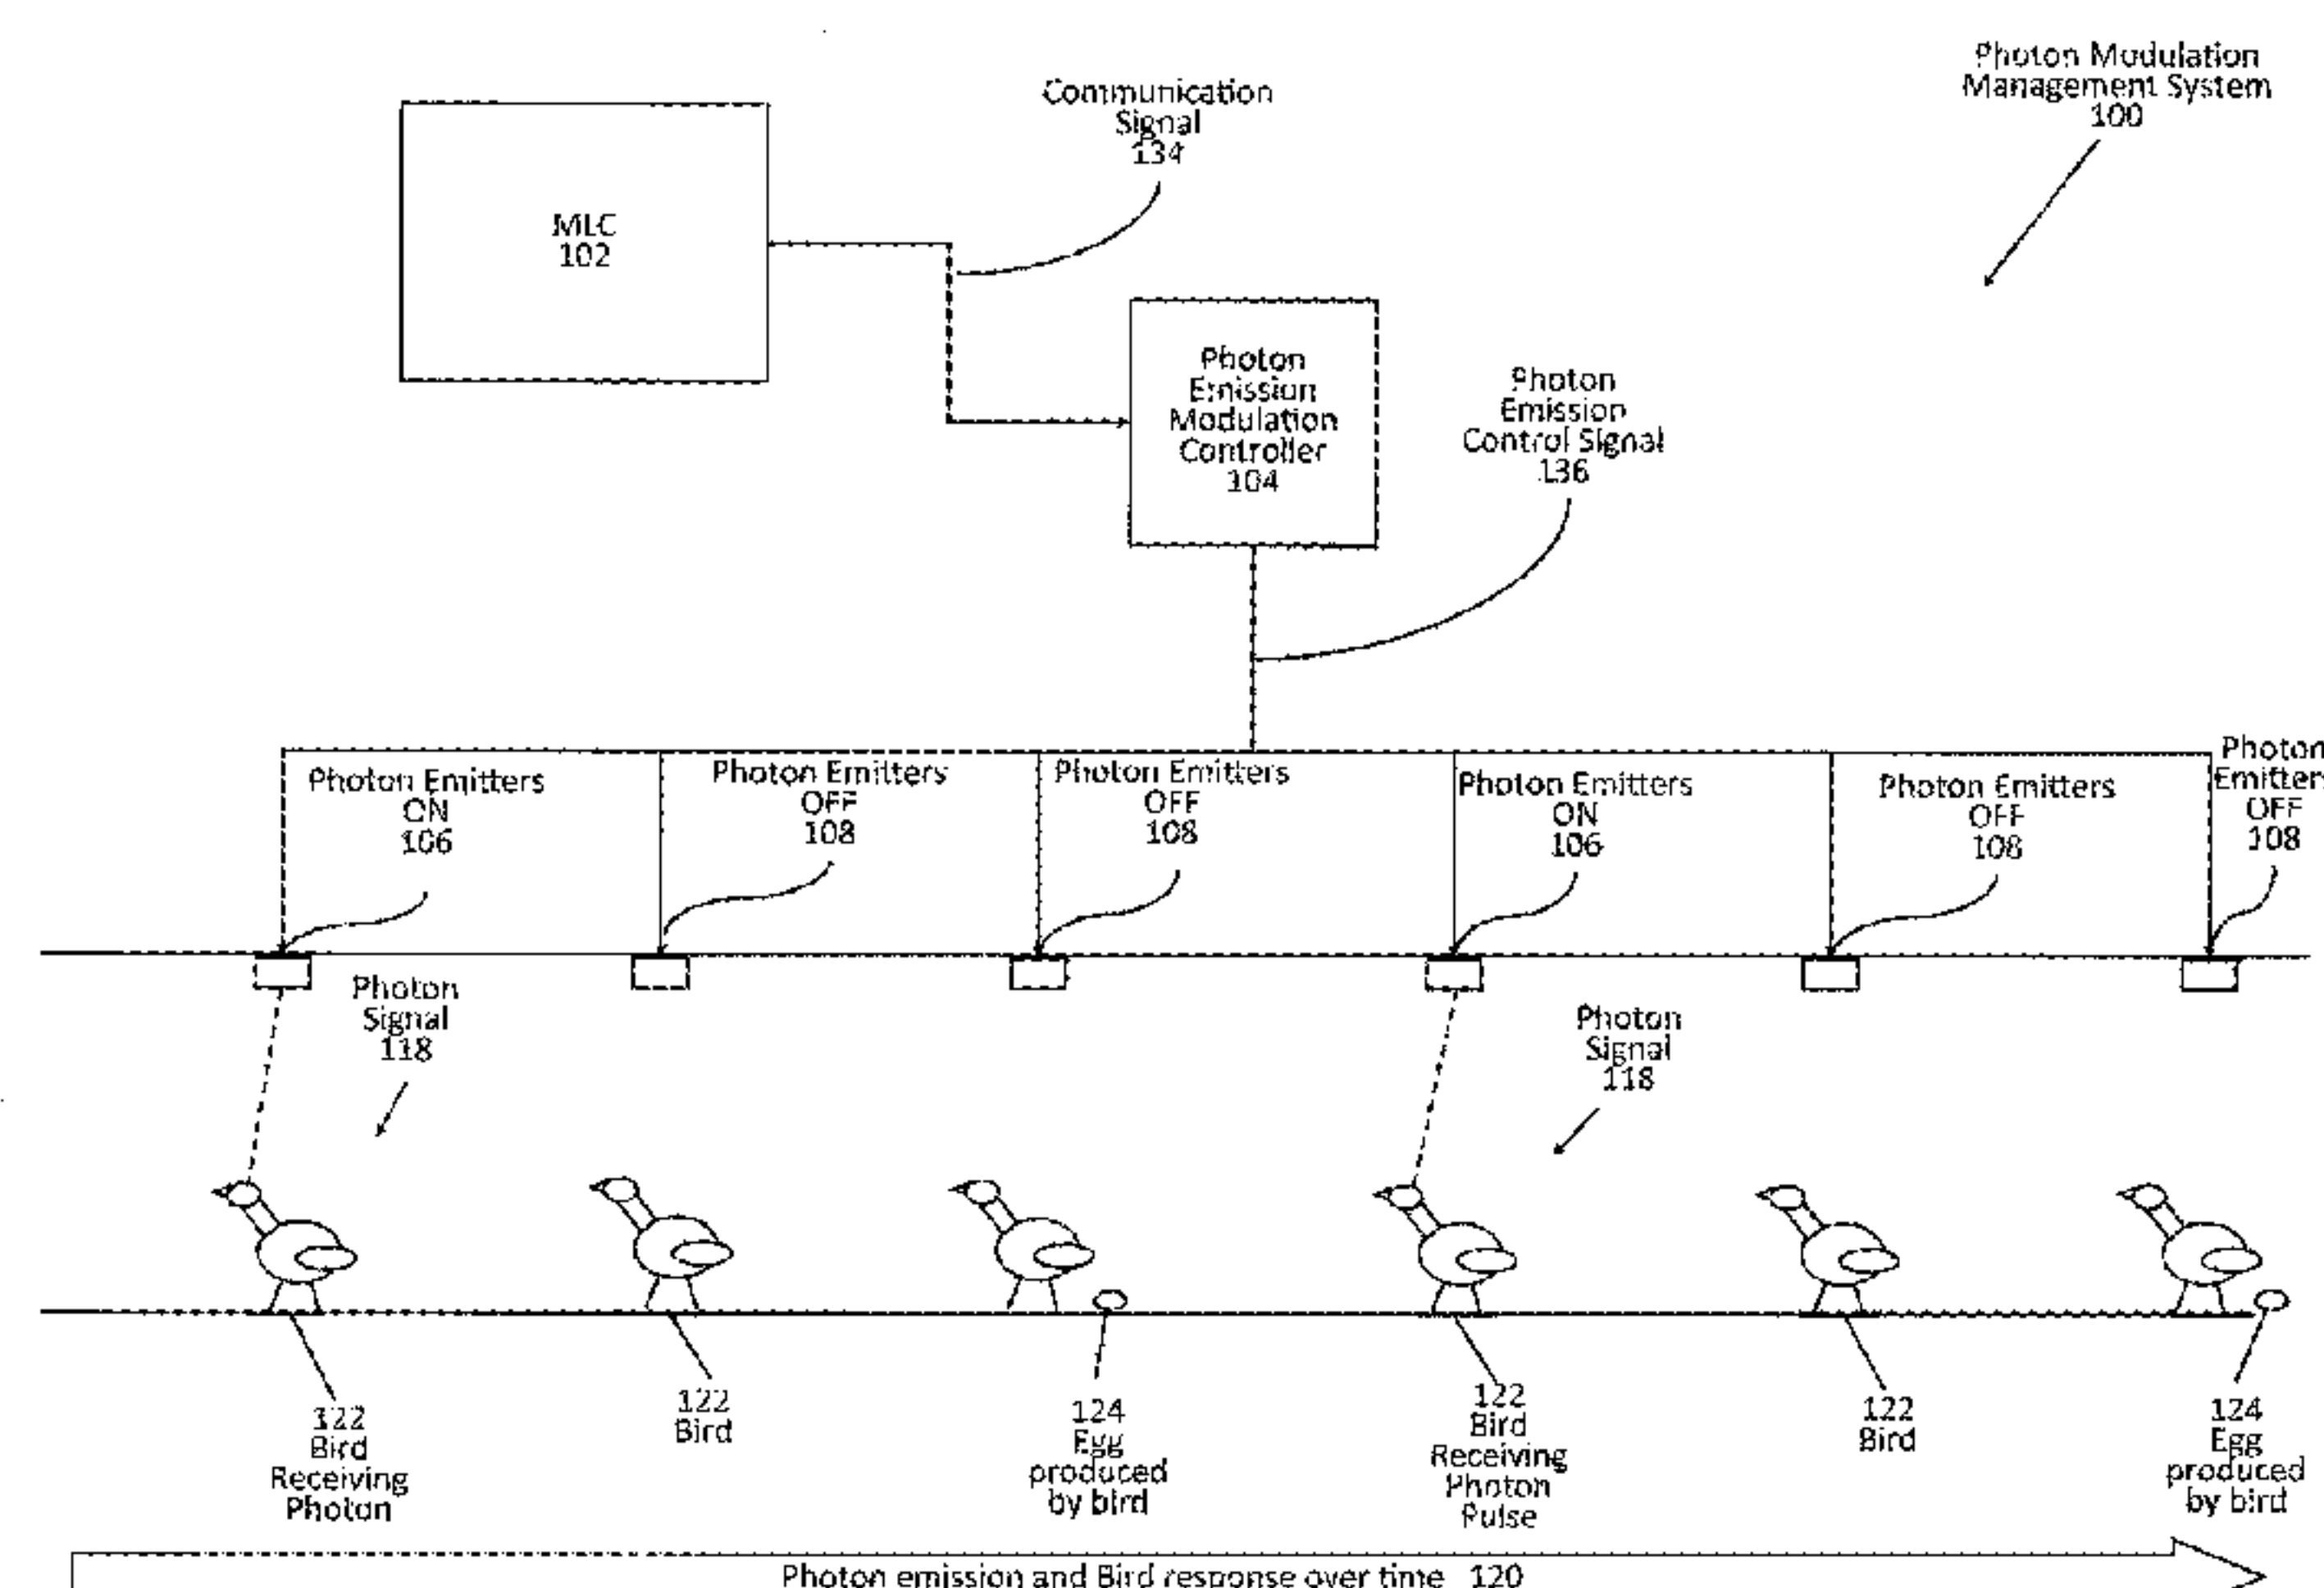 Photon Modulation
Management System
100
Communication
Signal
134
MLC
102
Photon
Emission
Modulation
Controller
104
Photon
Emission
Control Signal
136
Photon Emitters
ON
106
Photon Emitters
OFF
108
Photon Emitters
OFF
108
Photon Emitters
ON
106
Photon Emitters
OFF
108
Photon
Emitters
OFF
108
Photon
Signal
118
Photon
Signal
118
122
Bird
Receiving
Photon
122
Bird
124
Egg
produced
by bird
122
Bird
Receiving
Photon
Pulse
122
Bird
124
Egg
produced
by bird
Photon emission and Bird response over time 120